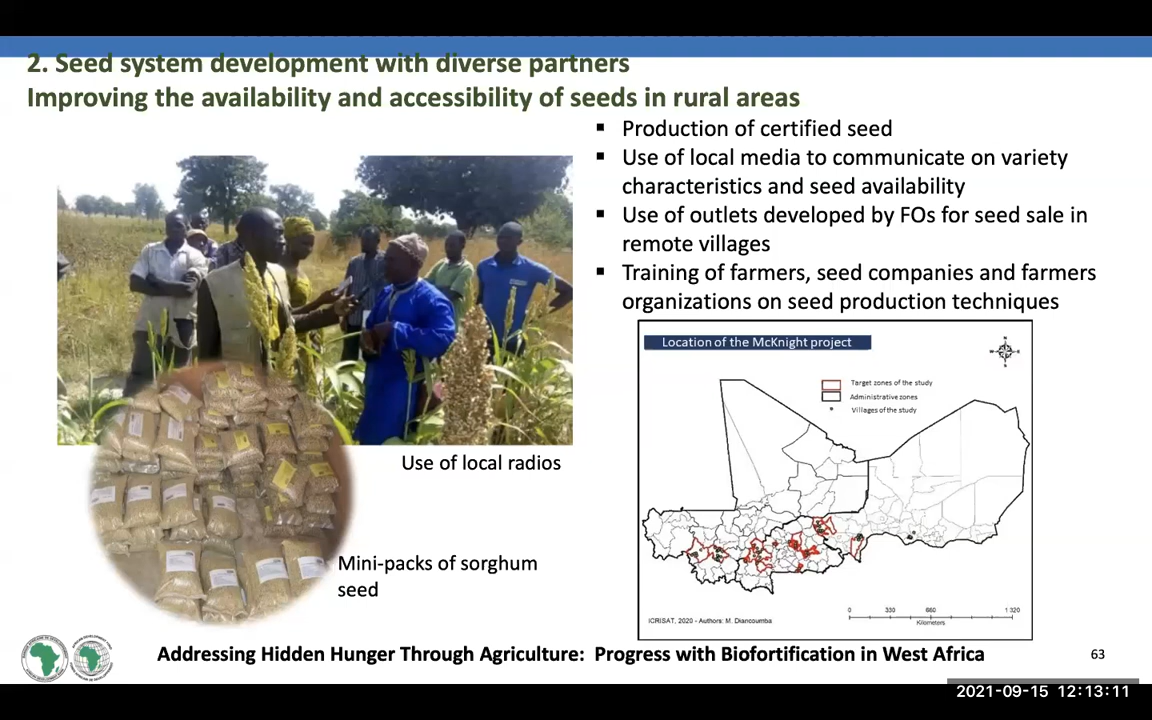 2. Seed system development with diverse partners
Improving the availability and accessibility of seeds in rural areas
▪ Production of certified seed
▪ Use of local media to communicate on variety
characteristics and seed availability
▪ Use of outlets developed by FOs for seed sale in
remote villages
▪ Training of farmers, seed companies and farmers
organizations on seed production techniques
Use of local radios
Mini-packs of sorghum
seed
Location of the McKnight project
N
W
E
S
Target zones of the study
Administrative zones
Villages of the study
ICRISAT, 2020 - Authors: M. Diancoumba
0 330 660 1 320
Kilometers
Addressing Hidden Hunger Through Agriculture: Progress with Biofortification in West Africa
63
2021-09-15 12:13:11